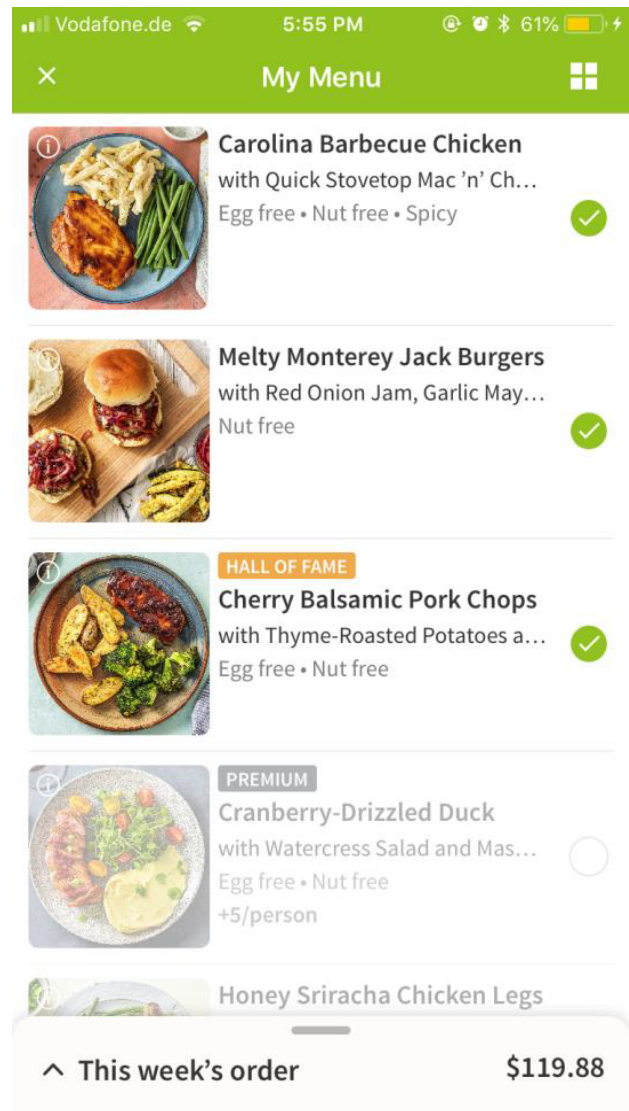 Vodafone.de 5:55 PM 61%
My Menu
Carolina Barbecue Chicken
with Quick Stovetop Mac ’n’ Ch…
Egg free • Nut free • Spicy
Melty Monterey Jack Burgers
with Red Onion Jam, Garlic May…
Nut free
HALL OF FAME
Cherry Balsamic Pork Chops
with Thyme-Roasted Potatoes a…
Egg free • Nut free
PREMIUM
Cranberry-Drizzled Duck
with Watercress Salad and Mas…
Egg free • Nut free
+5/person
Honey Sriracha Chicken Legs
This week’s order $119.88